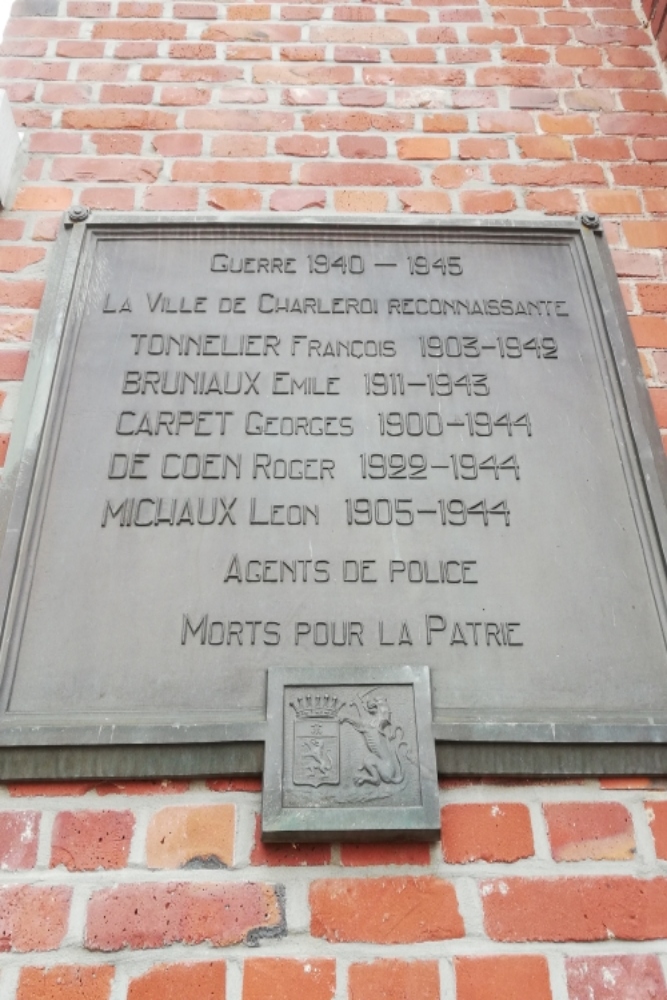 Guerre 1940 – 1945
La Ville de Charleroi reconnaissante
TONNELIER François 1903–1942
BRUNIAUX Emile 1911–1943
CARPET Georges 1900–1944
DE COEN Roger 1922–1944
MICHAUX Leon 1905–1944
Agents de police
Morts pour la Patrie